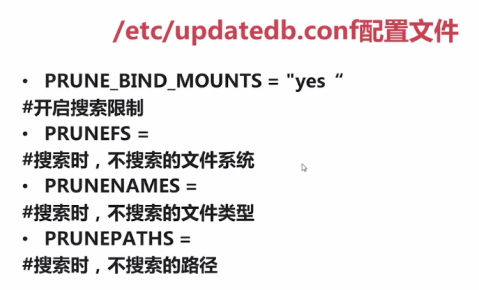 /etc/updatedb.conf配置文件
• PRUNE_BIND_MOUNTS = "yes “
#开启搜索限制
• PRUNEFS =
#搜索时，不搜索的文件系统
• PRUNENAMES =
#搜索时，不搜索的文件类型
• PRUNEPATHS =
#搜索时，不搜索的路径